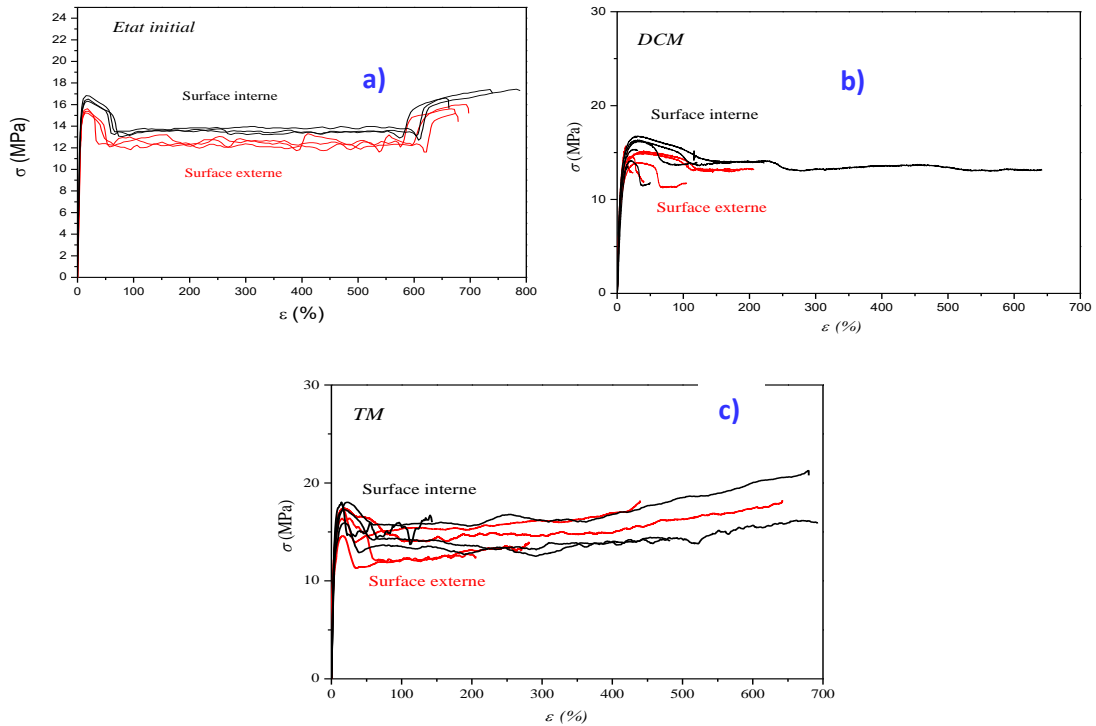 Etat initial
a)
Surface interne
Surface externe
24
22
20
18
16
14
12
10
8
6
4
2
0
σ (MPa)
0 100 200 300 400 500 600 700 800
ε (%)
DCM
b)
Surface interne
Surface externe
30
20
10
0
σ (MPa)
0 100 200 300 400 500 600 700
ε (%)
TM
c)
Surface interne
Surface externe
30
20
10
0
σ (MPa)
0 100 200 300 400 500 600 700
ε (%)